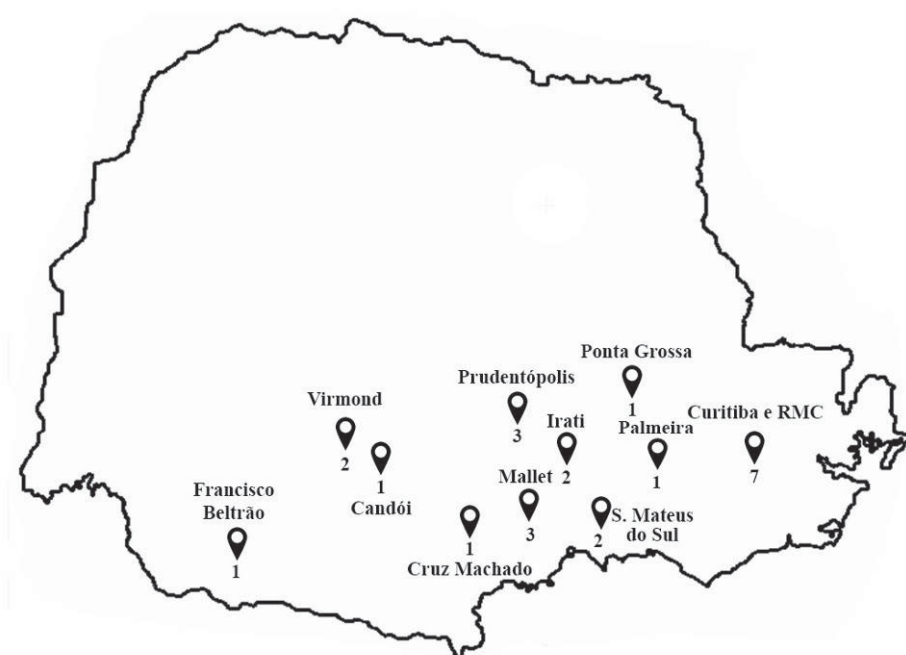 Ponta Grossa
1
Prudentópolis
3
Virmond
2
Irati
2
Palmeira
1
Curitiba e RMC
7
1
Candói
Mallet
3
Francisco
Beltrão
1
1
Cruz Machado
2
S. Mateus
do Sul